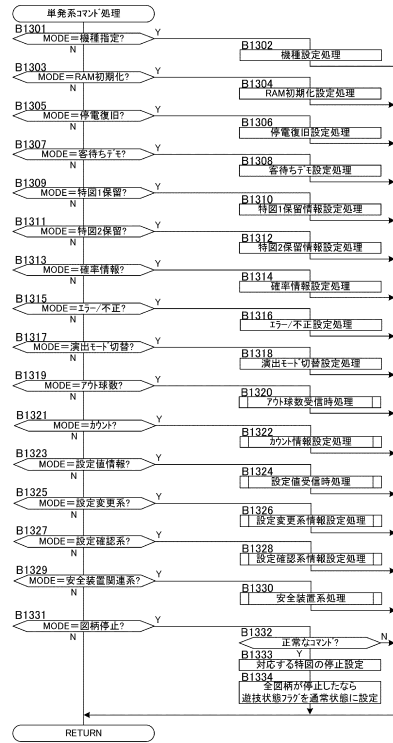 単発系コマンド処理
B1301
MODE=機種指定?
Y
N
B1302
機種設定処理
B1303
MODE=RAM初期化?
Y
N
B1304
RAM初期化設定処理
B1305
MODE=停電復旧?
Y
N
B1306
停電復旧設定処理
B1307
MODE=客待ちデモ?
Y
N
B1308
客待ちデモ設定処理
B1309
MODE=特図1保留?
Y
N
B1310
特図1保留情報設定処理
B1311
MODE=特図2保留?
Y
N
B1312
特図2保留情報設定処理
B1313
MODE=確率情報?
Y
N
B1314
確率情報設定処理
B1315
MODE=エラー/不正?
Y
N
B1316
エラー/不正設定処理
B1317
MODE=演出モード切替?
Y
N
B1318
演出モード切替設定処理
B1319
MODE=アウト球数?
Y
N
B1320
アウト球数受信時処理
B1321
MODE=カウント?
Y
N
B1322
カウント情報設定処理
B1323
MODE=設定値情報?
Y
N
B1324
設定値受信時処理
B1325
MODE=設定変更系?
Y
N
B1326
設定変更系情報設定処理
B1327
MODE=設定確認系?
Y
N
B1328
設定確認系情報設定処理
B1329
MODE=安全装置関連系?
Y
N
B1330
安全装置系処理
B1331
MODE=図柄停止?
Y
N
B1332
正常なコマンド?
N
Y
B1333
対応する特図の停止設定
B1334
全図柄が停止したなら
遊技状態フラグを通常状態に設定
RETURN